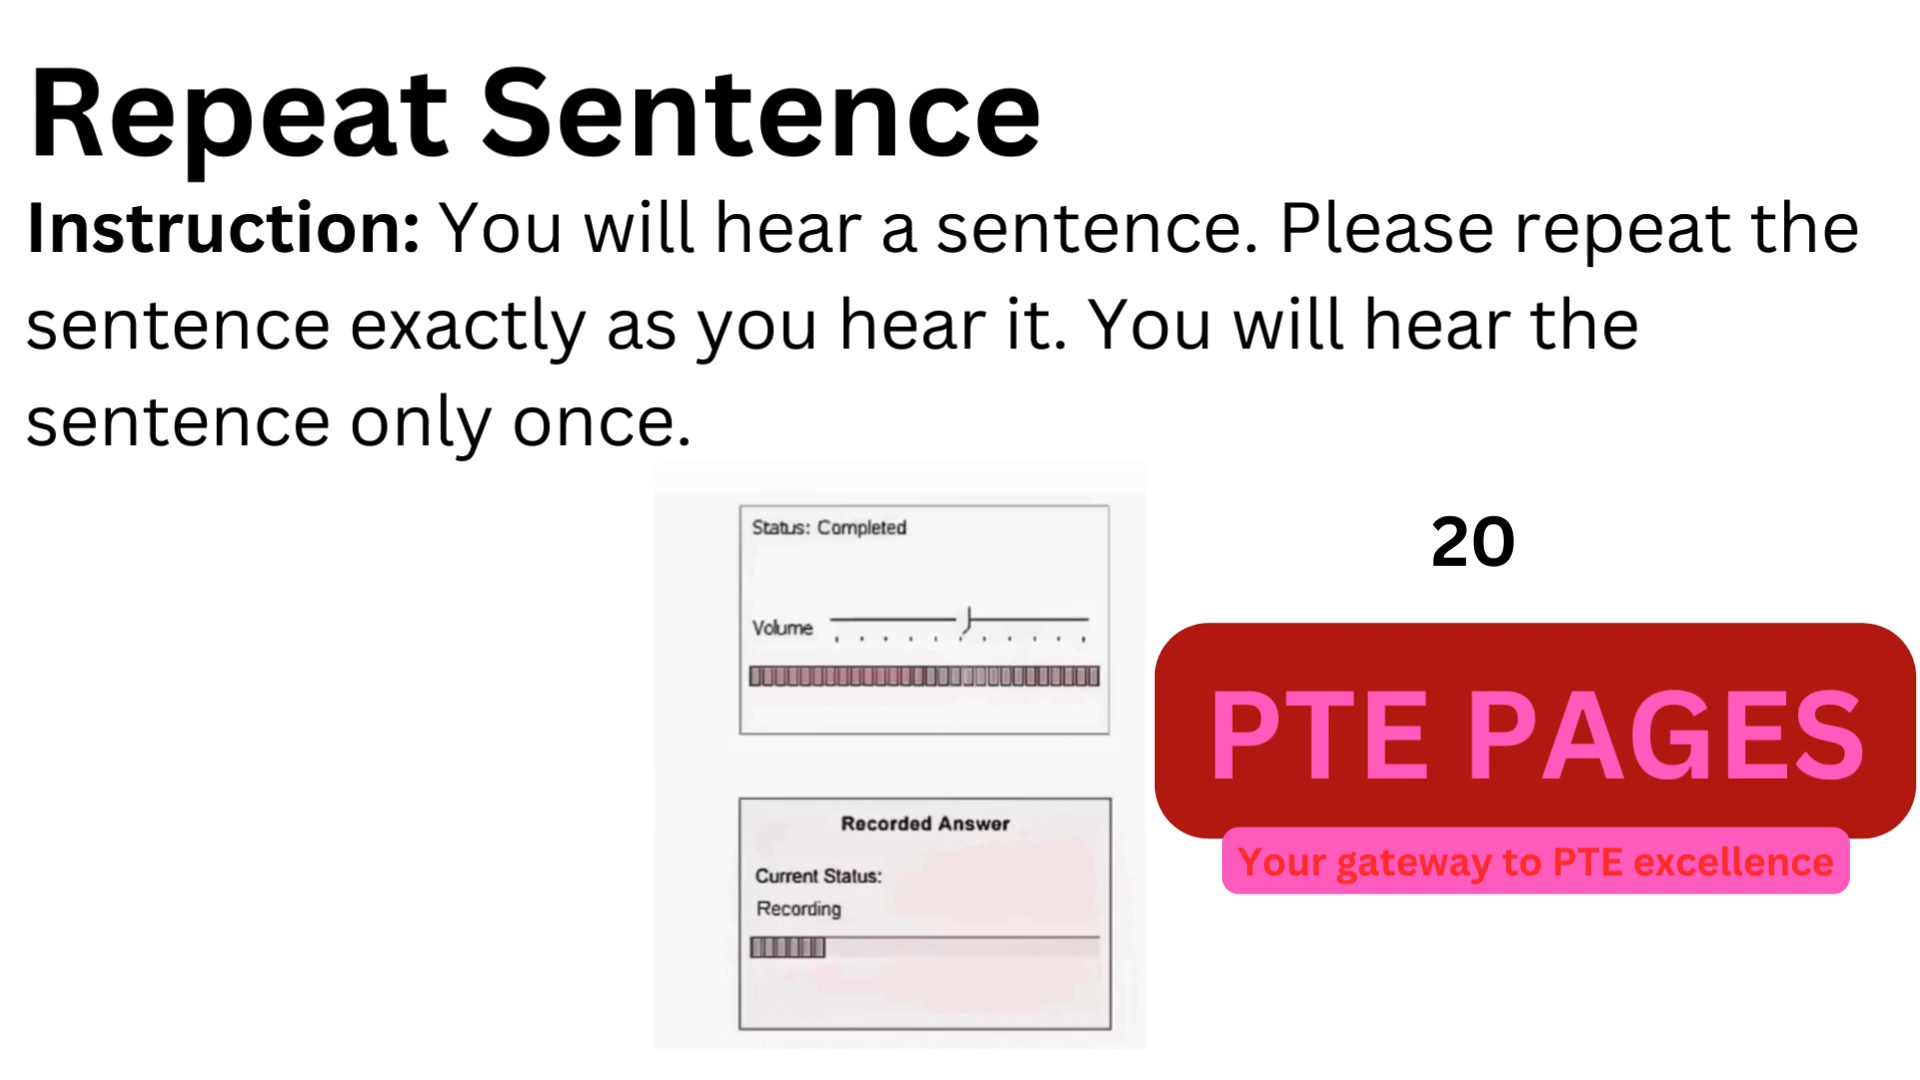 Repeat Sentence
Instruction: You will hear a sentence. Please repeat the
sentence exactly as you hear it. You will hear the
sentence only once.
Status: Completed
Volume
20
PTE PAGES
Your gateway to PTE excellence
Recorded Answer
Current Status:
Recording